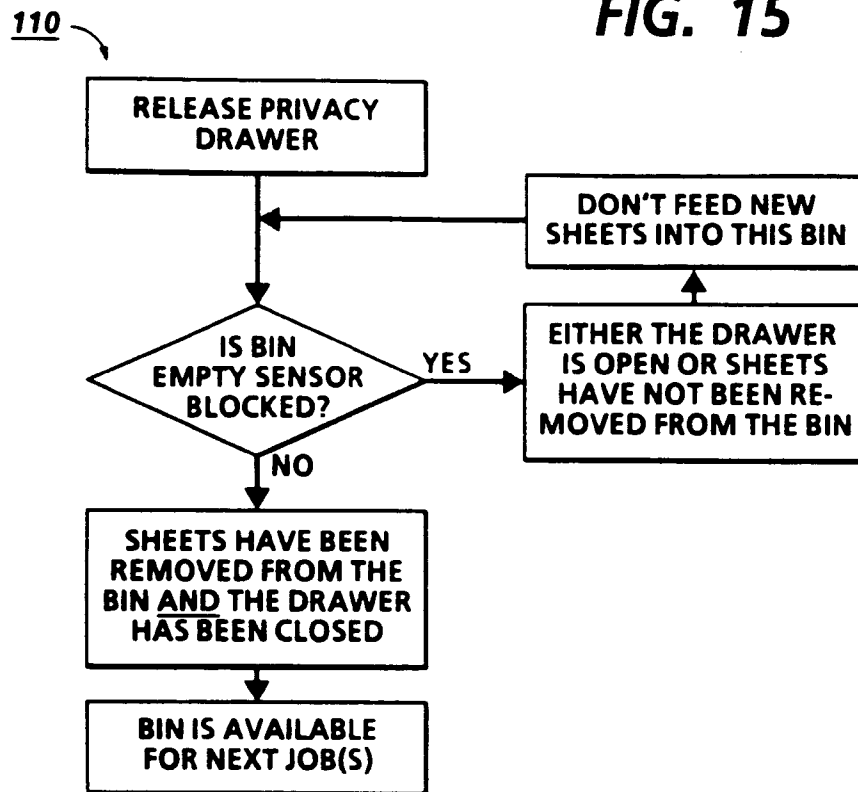 110
FIG. 15
RELEASE PRIVACY
DRAWER
DON'T FEED NEW
SHEETS INTO THIS BIN
IS BIN
EMPTY SENSOR
BLOCKED?
YES
EITHER THE DRAWER
IS OPEN OR SHEETS
HAVE NOT BEEN RE-
MOVED FROM THE BIN
NO
SHEETS HAVE BEEN
REMOVED FROM THE
BIN AND THE DRAWER
HAS BEEN CLOSED
BIN IS AVAILABLE
FOR NEXT JOB(S)